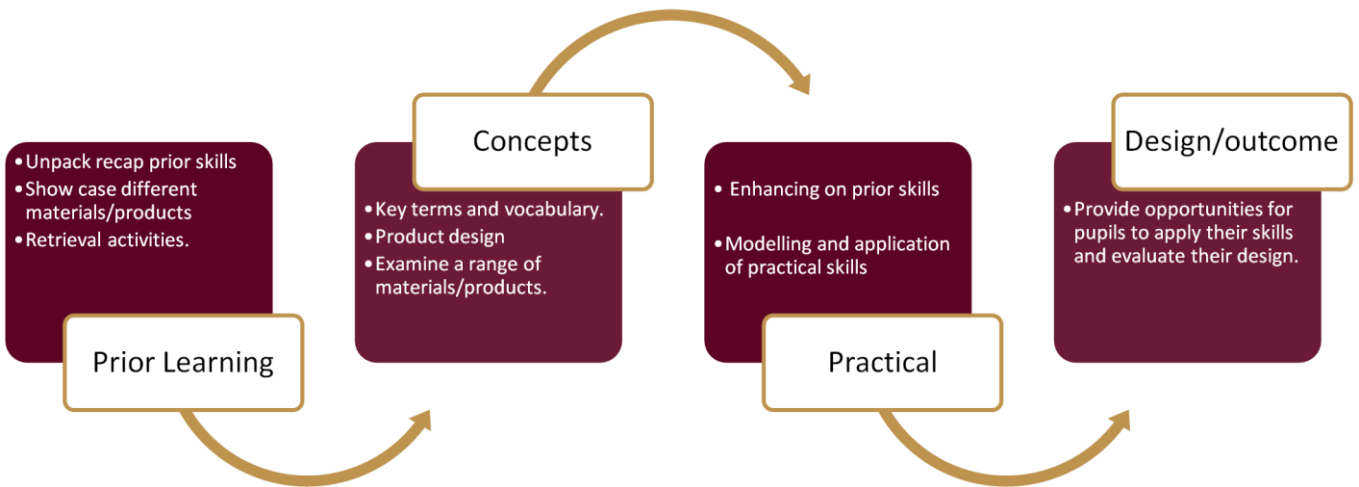 • Unpack recap prior skills
• Show case different
materials/products
• Retrieval activities.
Prior Learning
Concepts
• Key terms and vocabulary.
• Product design
• Examine a range of
materials/products.
• Enhancing on prior skills
• Modelling and application
of practical skills
Practical
Design/outcome
• Provide opportunities for
pupils to apply their skills
and evaluate their design.